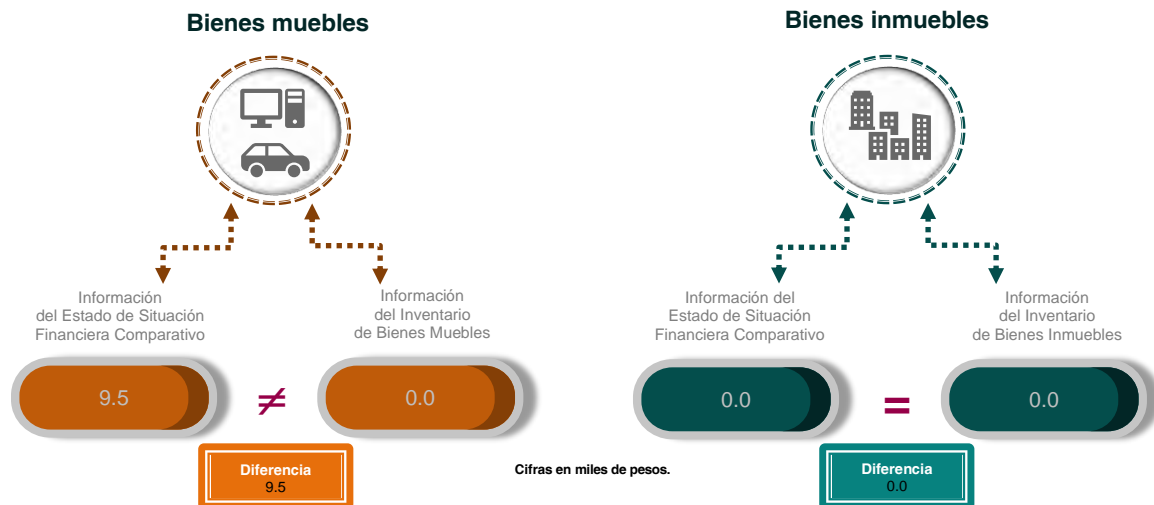 Bienes muebles
Información
del Estado de Situación
Financiera Comparativo
Información
del Inventario
de Bienes Muebles
9.5
≠
0.0
Diferencia
9.5
Cifras en miles de pesos.
Bienes inmuebles
Información del
Estado de Situación
Financiera Comparativo
Información
del Inventario
de Bienes Inmuebles
0.0
=
0.0
Diferencia
0.0